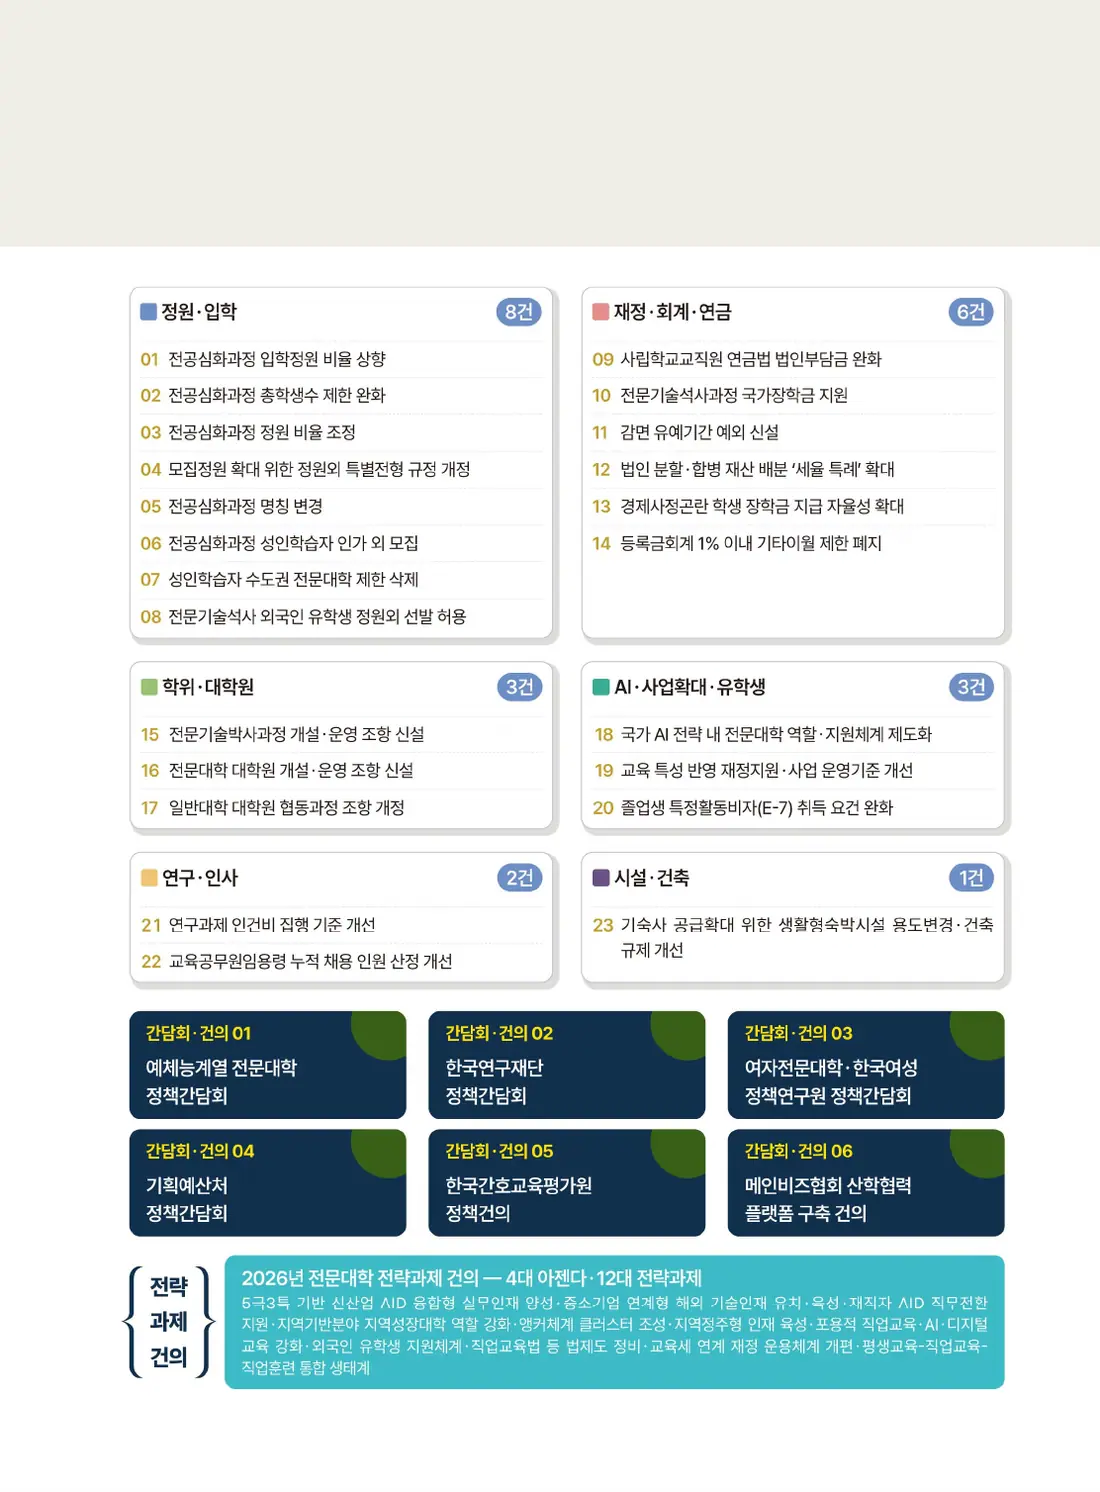 정원·입학 8건
01 전공심화과정 입학정원 비율 상향
02 전공심화과정 총학생수 제한 완화
03 전공심화과정 정원 비율 조정
04 모집정원 확대 위한 정원외 특별전형 규정 개정
05 전공심화과정 명칭 변경
06 전공심화과정 성인학습자 인가 외 모집
07 성인학습자 수도권 전문대학 제한 삭제
08 전문기술석사 외국인 유학생 정원외 선발 허용
재정·회계·연금 6건
09 사립학교교직원 연금법 법인부담금 완화
10 전문기술석사과정 국가장학금 지원
11 감면 유예기간 예외 신설
12 법인 분할·합병 재산 배분 ‘세율 특례’ 확대
13 경제사정곤란 학생 장학금 지급 자율성 확대
14 등록금회계 1% 이내 기타이월 제한 폐지
학위·대학원 3건
15 전문기술박사과정 개설·운영 조항 신설
16 전문대학 대학원 개설·운영 조항 신설
17 일반대학 대학원 협동과정 조항 개정
AI·사업확대·유학생 3건
18 국가 AI 전략 내 전문대학 역할·지원체계 제도화
19 교육 특성 반영 재정지원·사업 운영기준 개선
20 졸업생 특정활동비자(E-7) 취득 요건 완화
연구·인사 2건
21 연구과제 인건비 집행 기준 개선
22 교육공무원임용령 누적 채용 인원 산정 개선
시설·건축 1건
23 기숙사 공급확대 위한 생활형숙박시설 용도변경·건축
규제 개선
간담회·건의 01
예체능계열 전문대학
정책간담회
간담회·건의 02
한국연구재단
정책간담회
간담회·건의 03
여자전문대학·한국여성
정책연구원 정책간담회
간담회·건의 04
기획예산처
정책간담회
간담회·건의 05
한국간호교육평가원
정책건의
간담회·건의 06
메인비즈협회 산학협력
플랫폼 구축 건의
전략
과제
건의
2026년 전문대학 전략과제 건의 — 4대 아젠다·12대 전략과제
5극3특 기반 신산업 AID 융합형 실무인재 양성·중소기업 연계형 해외 기술인재 유치·육성·재직자 AID 직무전환
지원·지역기반분야 지역성장대학 역할 강화·앵커체계 클러스터 조성·지역정주형 인재 육성·포용적 직업교육·AI·디지털
교육 강화·외국인 유학생 지원체계·직업교육법 등 법제도 정비·교육세 연계 재정 운용체계 개편·평생교육-직업교육-
직업훈련 통합 생태계